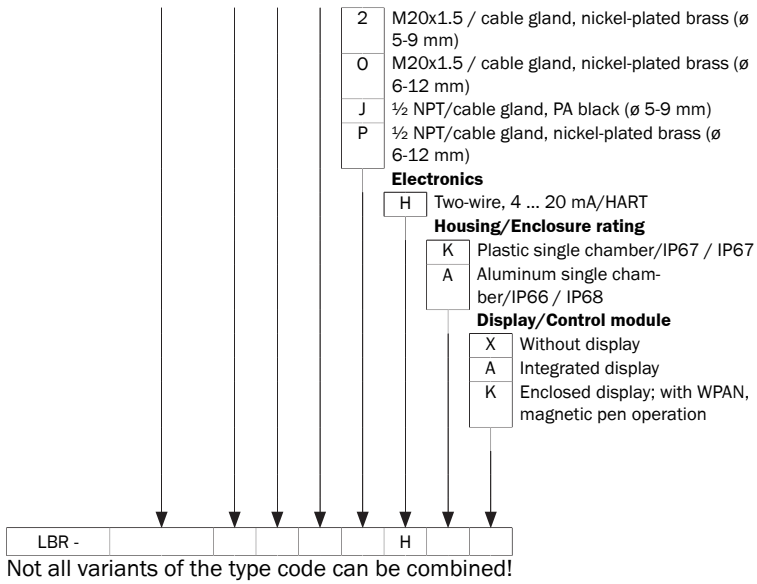 2 M20x1.5 / cable gland, nickel-plated brass (ø
5-9 mm)
O M20x1.5 / cable gland, nickel-plated brass (ø
6-12 mm)
J ½ NPT/cable gland, PA black (ø 5-9 mm)
P ½ NPT/cable gland, nickel-plated brass (ø
6-12 mm)
Electronics
H Two-wire, 4 ... 20 mA/HART
Housing/Enclosure rating
K Plastic single chamber/IP67 / IP67
A Aluminum single cham-
ber/IP66 / IP68
Display/Control module
X Without display
A Integrated display
K Enclosed display; with WPAN,
magnetic pen operation
LBR - H
Not all variants of the type code can be combined!